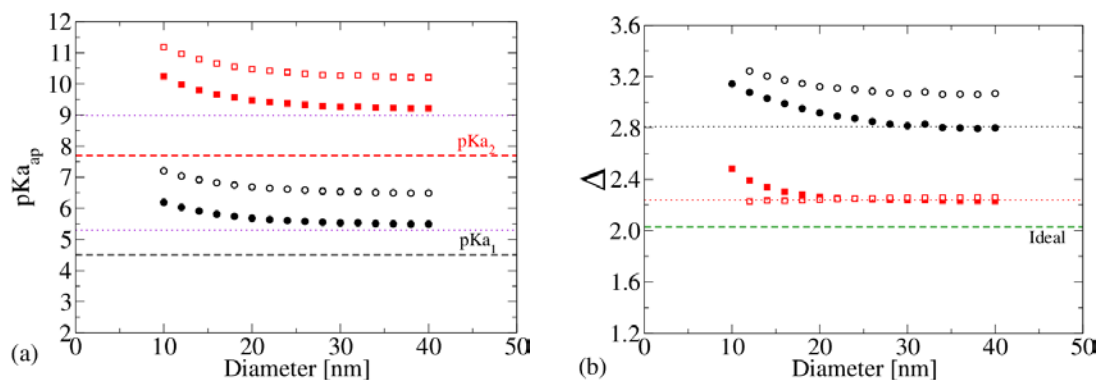 12
11
10
9
8
7
6
5
4
3
2
pKa_ap
pKa_2
pKa_1
0 10 20 30 40 50
Diameter [nm]
(a)
3.6
3.2
2.8
2.4
2.0
1.6
1.2
Δ
Ideal
0 10 20 30 40 50
Diameter [nm]
(b)